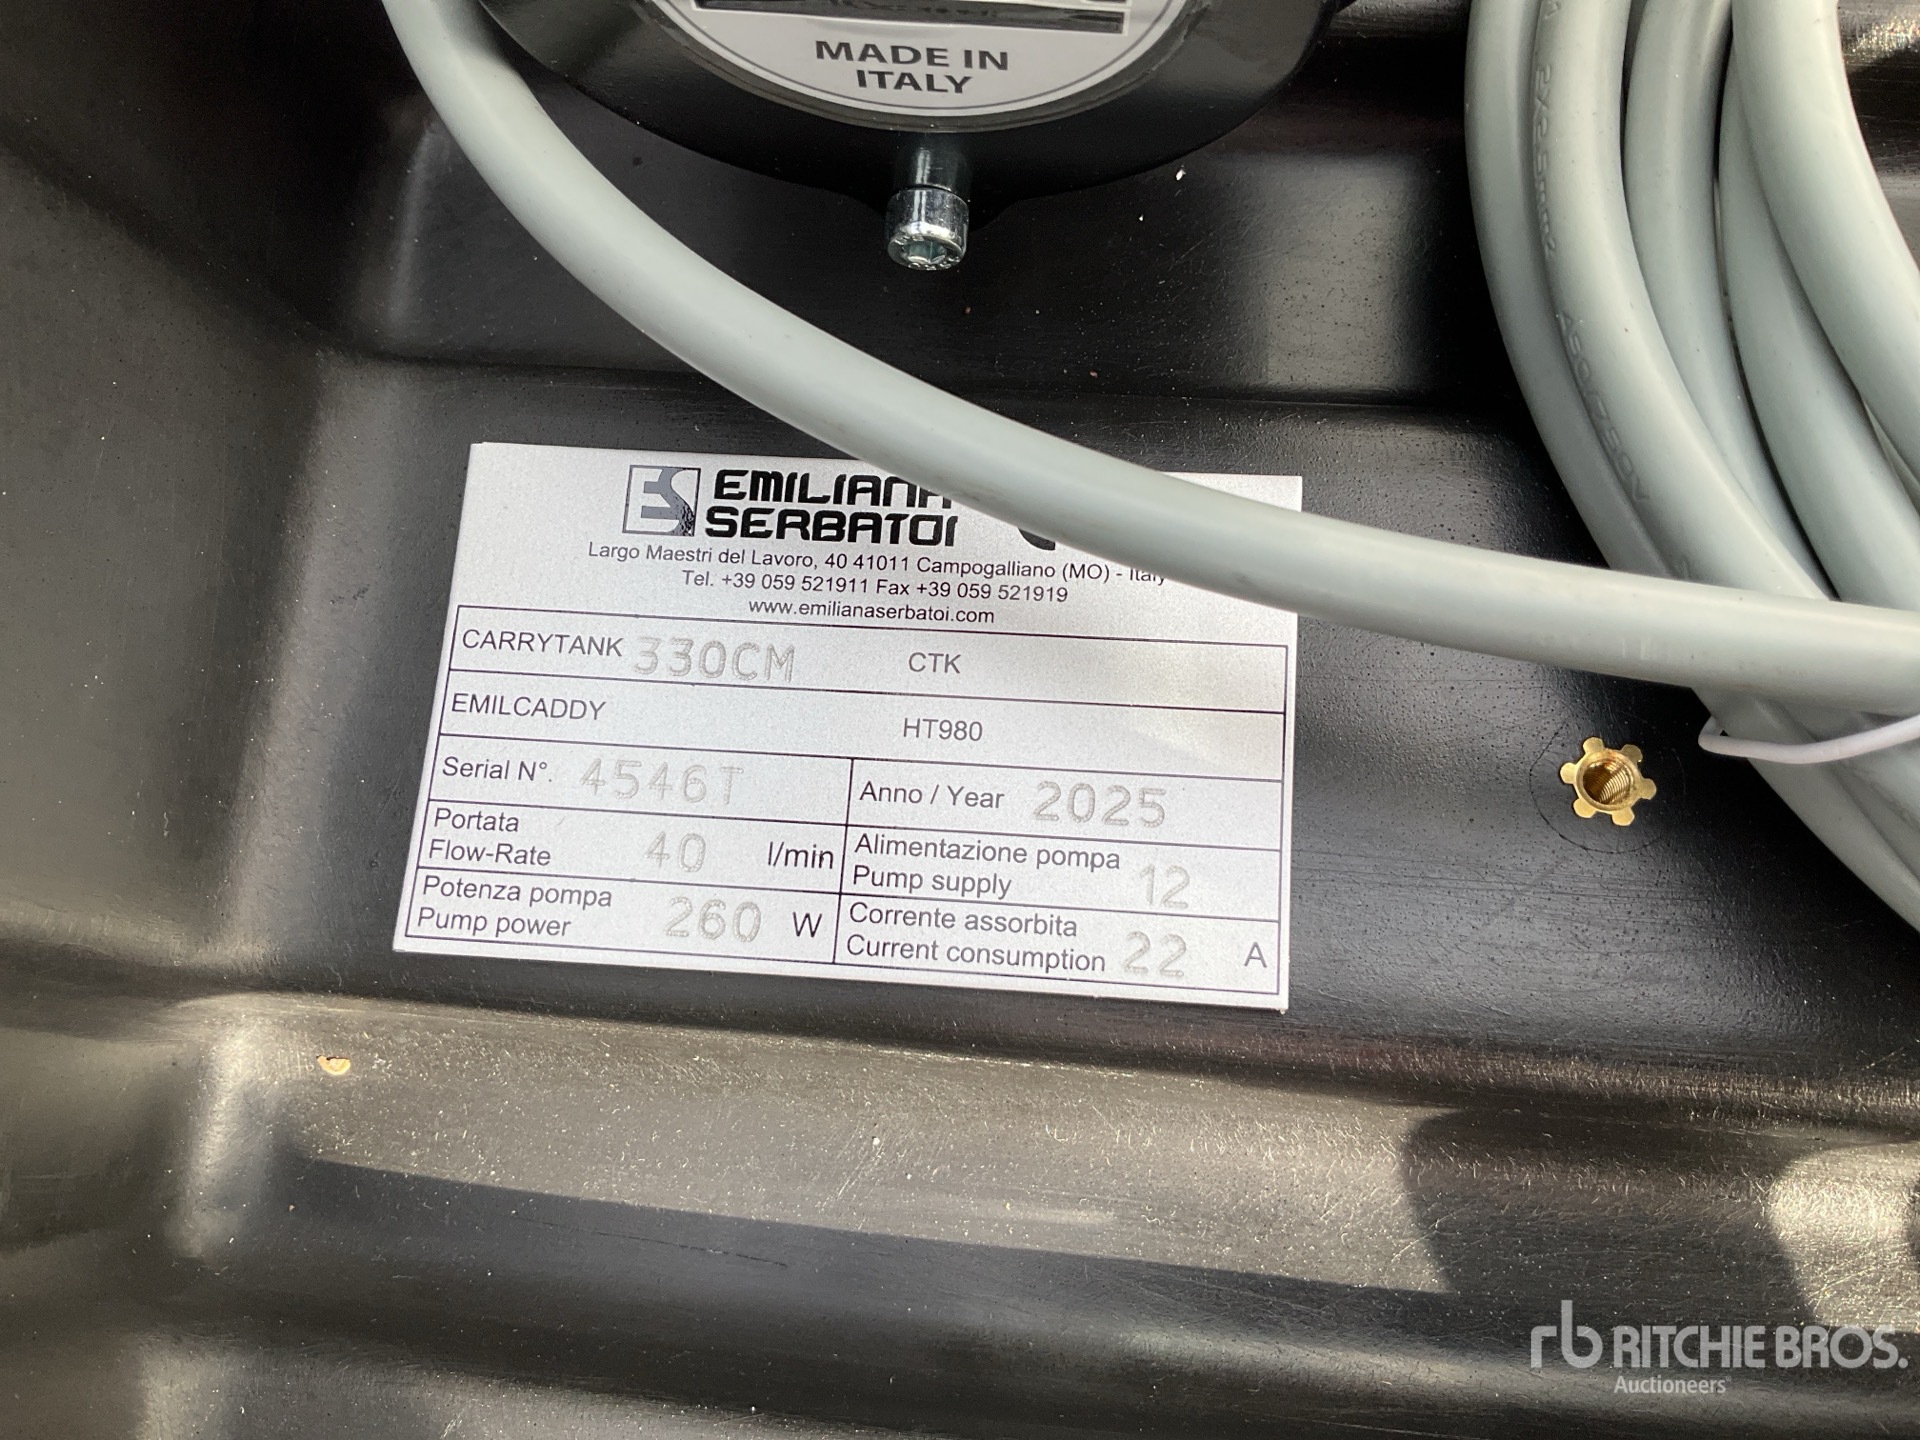 MADE IN
ITALY
ES EMILIANA
SERBATOI
Largo Maestri del Lavoro, 40 41011 Campogalliano (MO) - Italy
Tel. +39 059 521911 Fax +39 059 521919
www.emilianaserbatoi.com
CARRYTANK 330CM CTK
EMILCADDY HT980
Serial N°. 4546T Anno / Year 2025
Portata
Flow-Rate 40 l/min
Alimentazione pompa
Pump supply 12
Potenza pompa
Pump power 260 W
Corrente assorbita
Current consumption 22 A
rb RITCHIE BROS.
Auctioneers